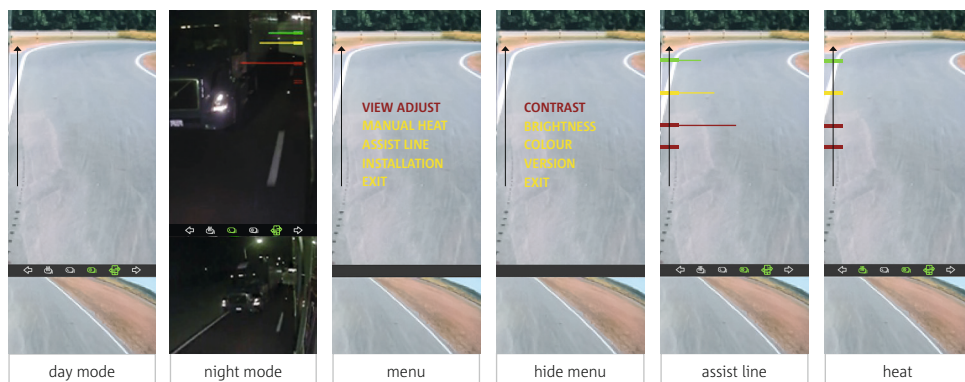 VIEW ADJUST
MANUAL HEAT
ASSIST LINE
INSTALLATION
EXIT
CONTRAST
BRIGHTNESS
COLOUR
VERSION
EXIT
day mode
night mode
menu
hide menu
assist line
heat